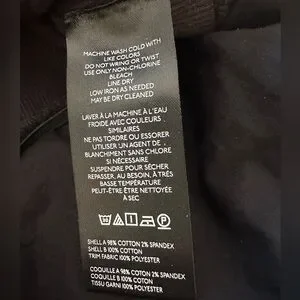 MACHINE WASH COLD WITH
LIKE COLORS
DO NOT WRING OR TWIST
USE ONLY NON-CHLORINE
BLEACH
LINE DRY
LOW IRON AS NEEDED
MAY BE DRY CLEANED
LAVER À LA MACHINE À L'EAU
FROIDE AVEC COULEURS
SIMILAIRES
NE PAS TORDRE OU ESSORER
UTILISER UN AGENT DE
BLANCHIMENT SANS CHLORE
SI NÉCESSAIRE
SUSPENDRE POUR SÉCHER
REPASSER, AU BESOIN, À TRÈS
BASSE TEMPÉRATURE
PEUT-ÊTRE ÊTRE NETTOYÉE
À SEC
SHELL A 98% COTTON 2% SPANDEX
SHELL B 100% COTTON
TRIM FABRIC 100% POLYESTER
COQUILLE A 98% COTON 2% SPANDEX
COQUILLE B 100% COTON
TISSU GARNI 100% POLYESTER